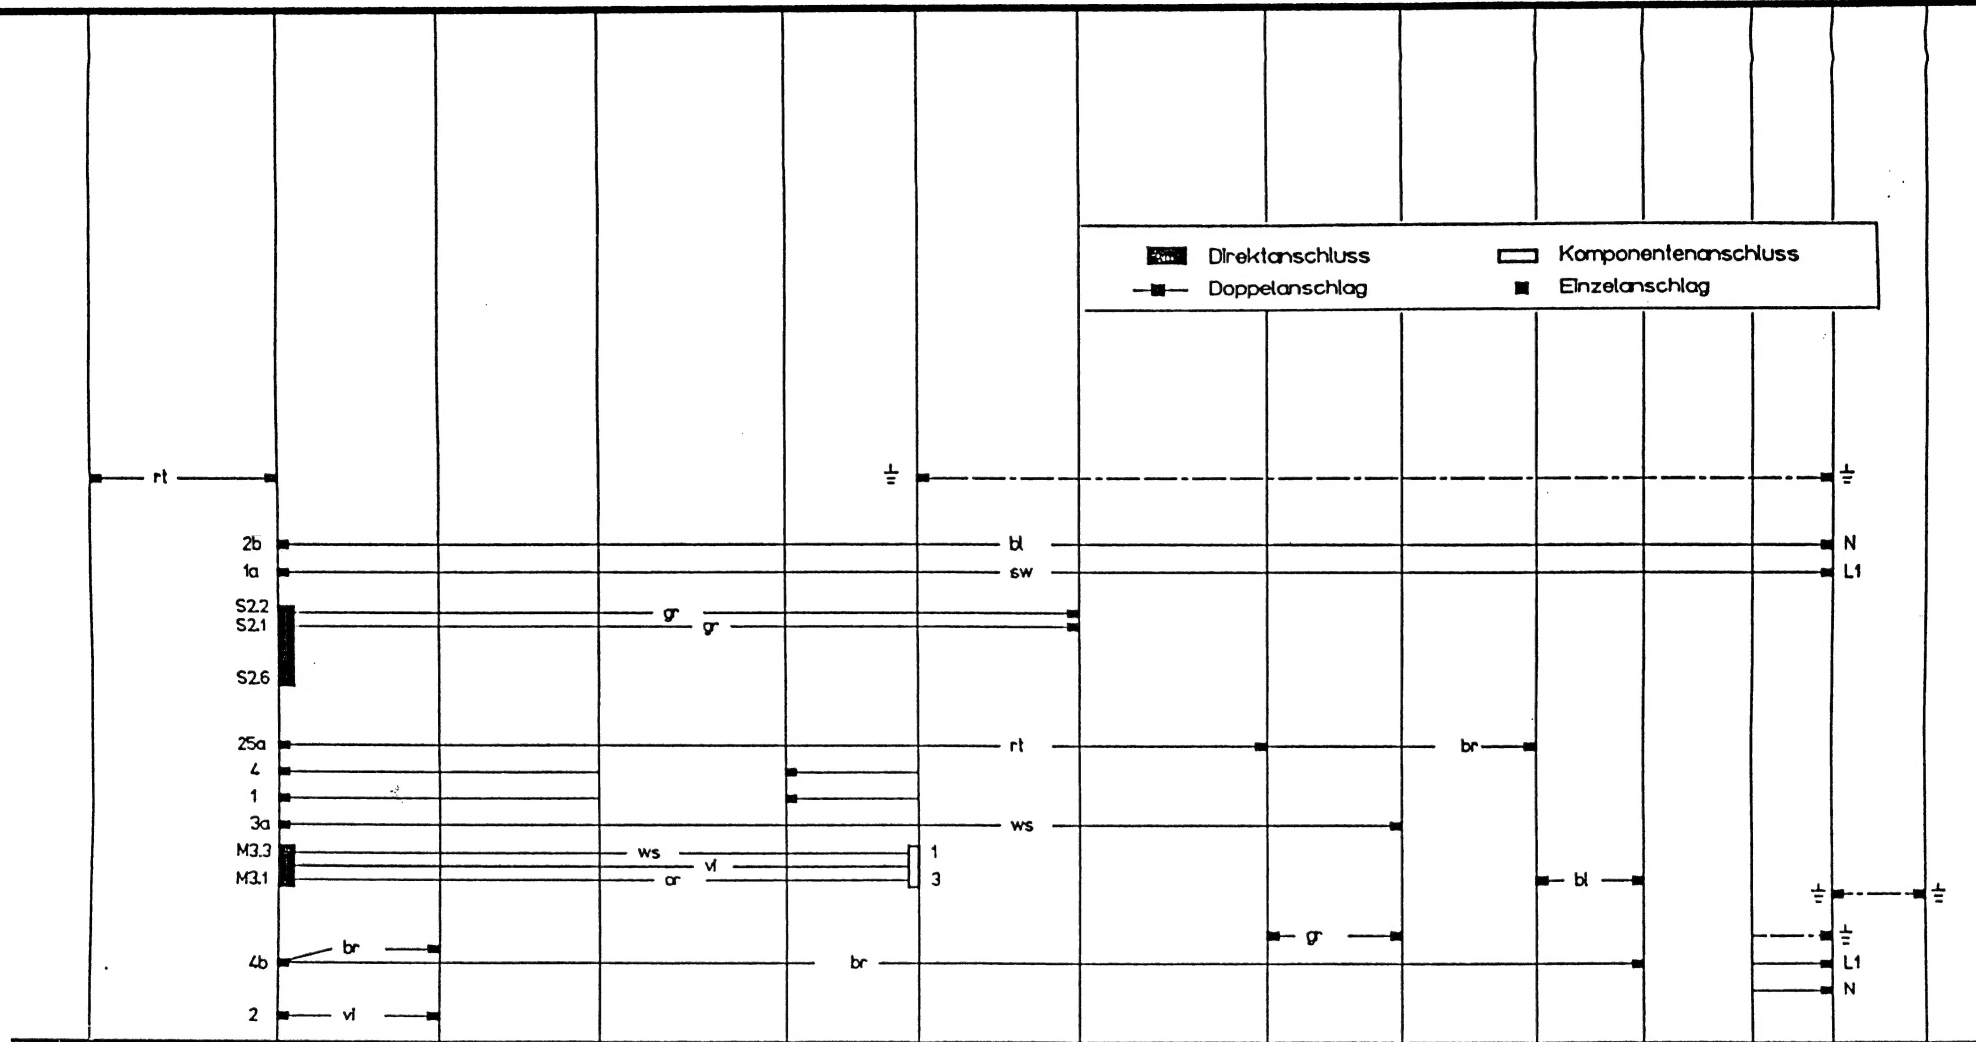 Direktanschluss Komponentenanschluss
Doppelanschlag Einzelanschlag
rt
2b bl N
1a sw L1
S2.2 gr
S2.1 gr
S2.6
25a rt br
4
1
3a ws
M3.3 ws 1
vi
M3.1 or 3
bl
br gr
4b br L1
N
2 vi